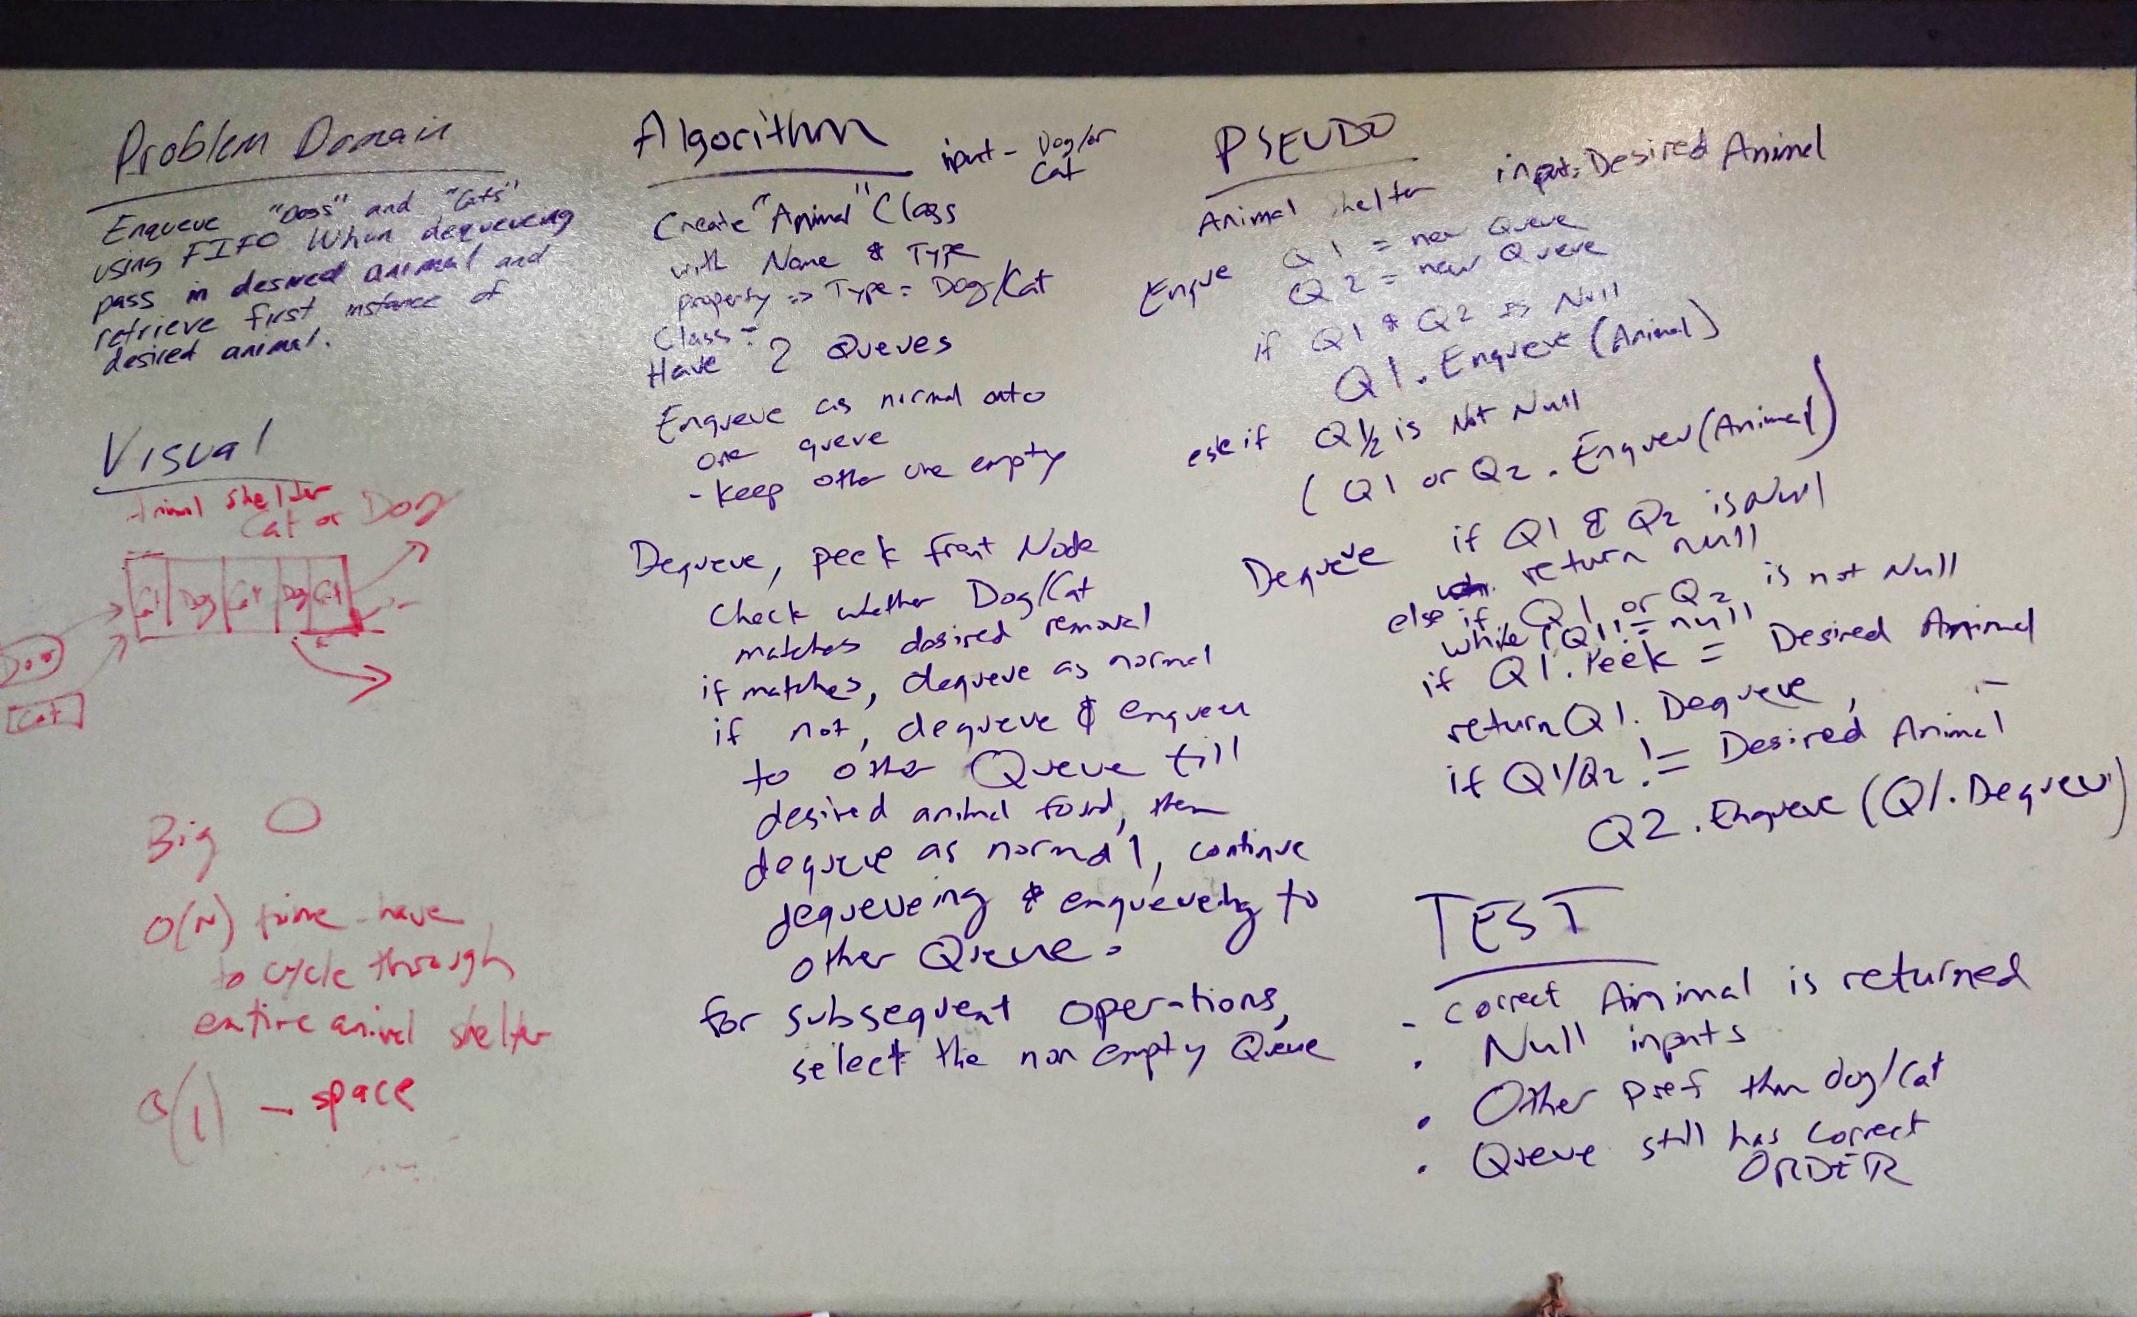 Problem Domain
Enqueue "Dogs" and "Cats"
using FIFO When dequeueing
pass in desired animal and
retrieve first instance of
desired animal.
Visual
Animal shelter
Cat or Dog
Cat Dog Cat Dog Cat
Dog
Cat
Big O
O(N) time - have
to cycle through
entire animal shelter
O(1) - space
Algorithm
input - Dog/or
Cat
Create "Animal" Class
with Name & Type
property => Type = Dog/Cat
Class -
Have 2 Queues
Enqueue as normal onto
one queue
- keep other one empty
Dequeue, peek front Node
Check whether Dog/Cat
matches desired removal
if matches, dequeue as normal
if not, dequeue & enqueu
to other Queue till
desired animal found, then
dequeue as normal, continue
dequeueing & enqueueing to
other Queue.
for subsequent operations,
select the non empty Queue
PSEUDO
input: Desired Animal
Animal shelter
Enque Q1 = new Queue
Q2 = new Queue
if Q1 & Q2 is Null
Q1.Enqueue (Animal)
else if Q1/2 is Not Null
( Q1 or Q2 . Enqueu (Animal)
Dequeue if Q1 & Q2 is Null
return null
else if Q1 or Q2 is not Null
while (Q1 != null
if Q1.Peek = Desired Animal
return Q1. Dequeue
if Q1/Q2 != Desired Animal
Q2.Enqueue (Q1.Dequeu)
TEST
- correct Animal is returned
. Null inputs
. Other pref than dog/cat
. Queue still has correct
ORDER